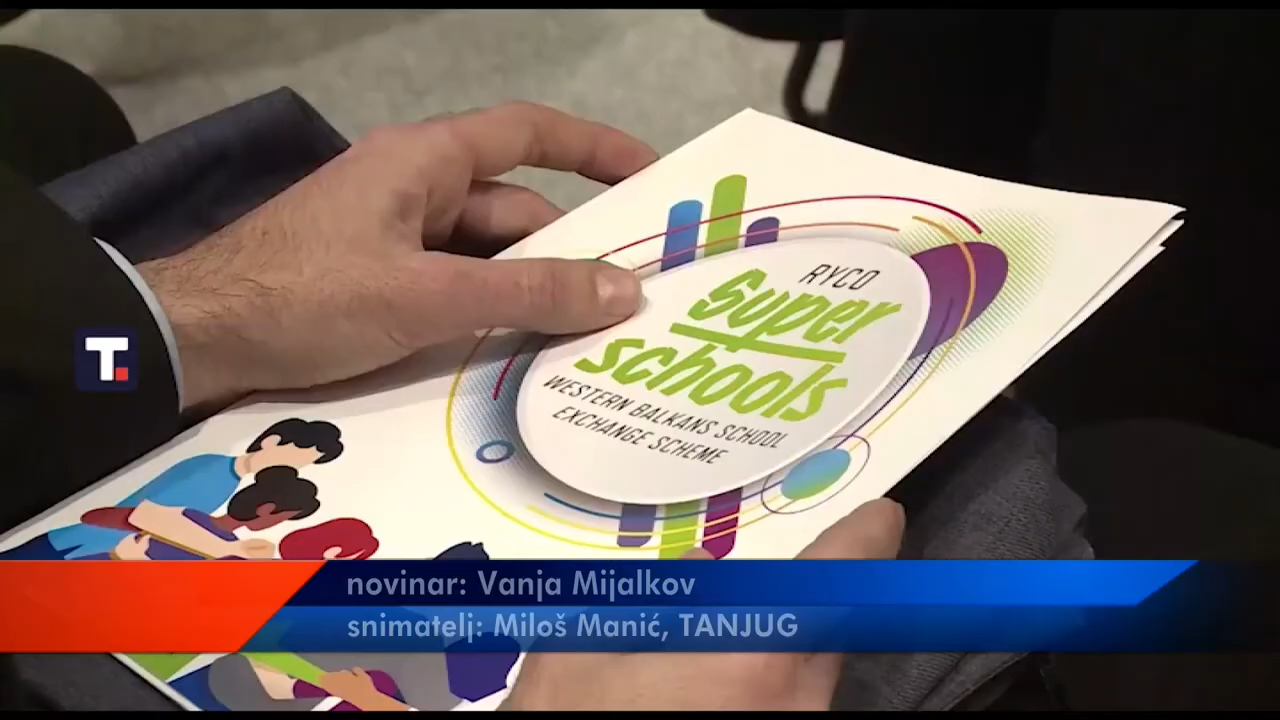 RYCO
Super
schools
WESTERN BALKANS SCHOOL
EXCHANGE SCHEME
T.
novinar: Vanja Mijalkov
snimatelj: Miloš Manić, TANJUG